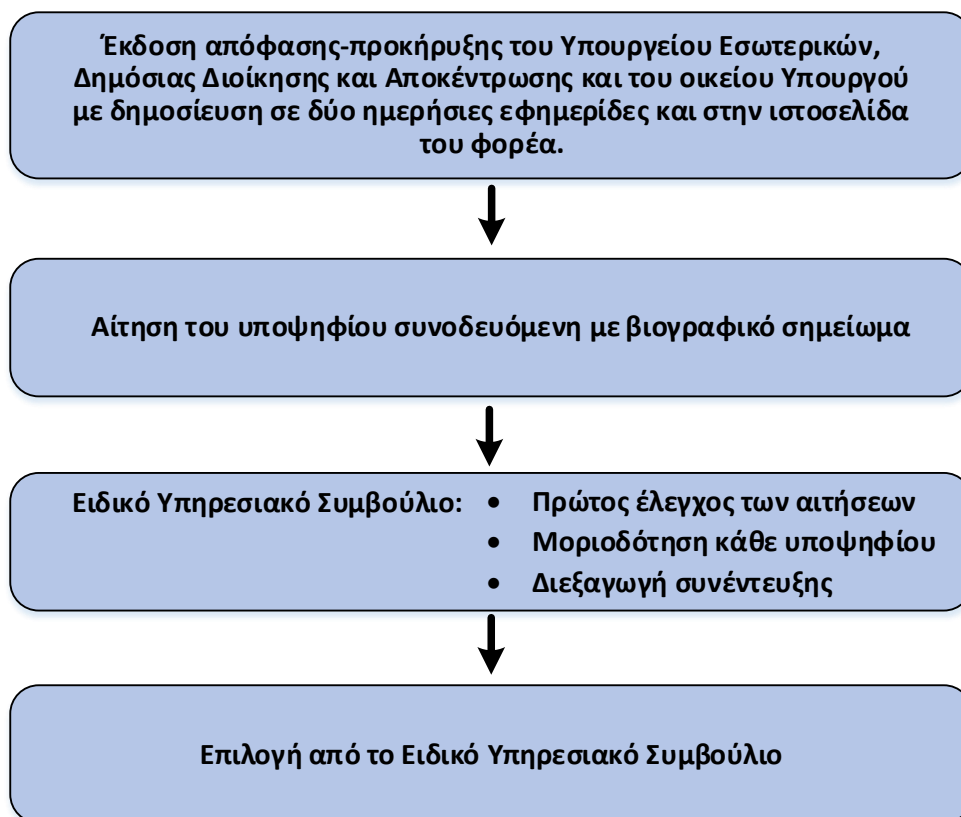 Έκδοση απόφασης-προκήρυξης του Υπουργείου Εσωτερικών,
Δημόσιας Διοίκησης και Αποκέντρωσης και του οικείου Υπουργού
με δημοσίευση σε δύο ημερήσιες εφημερίδες και στην ιστοσελίδα
του φορέα.
Αίτηση του υποψηφίου συνοδευόμενη με βιογραφικό σημείωμα
Ειδικό Υπηρεσιακό Συμβούλιο: • Πρώτος έλεγχος των αιτήσεων
• Μοριοδότηση κάθε υποψηφίου
• Διεξαγωγή συνέντευξης
Επιλογή από το Ειδικό Υπηρεσιακό Συμβούλιο